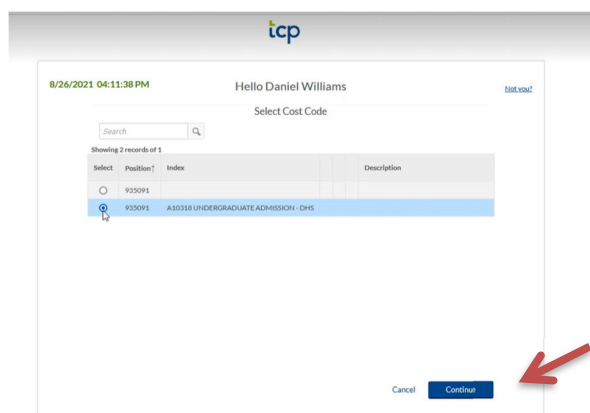 tcp
8/26/2021 04:11:38 PM
Hello Daniel Williams
Not you?
Select Cost Code
Search
Showing 2 records of 1
Select Position↑ Index Description
935091
935091 A10318 UNDERGRADUATE ADMISSION - DHS
Cancel Continue